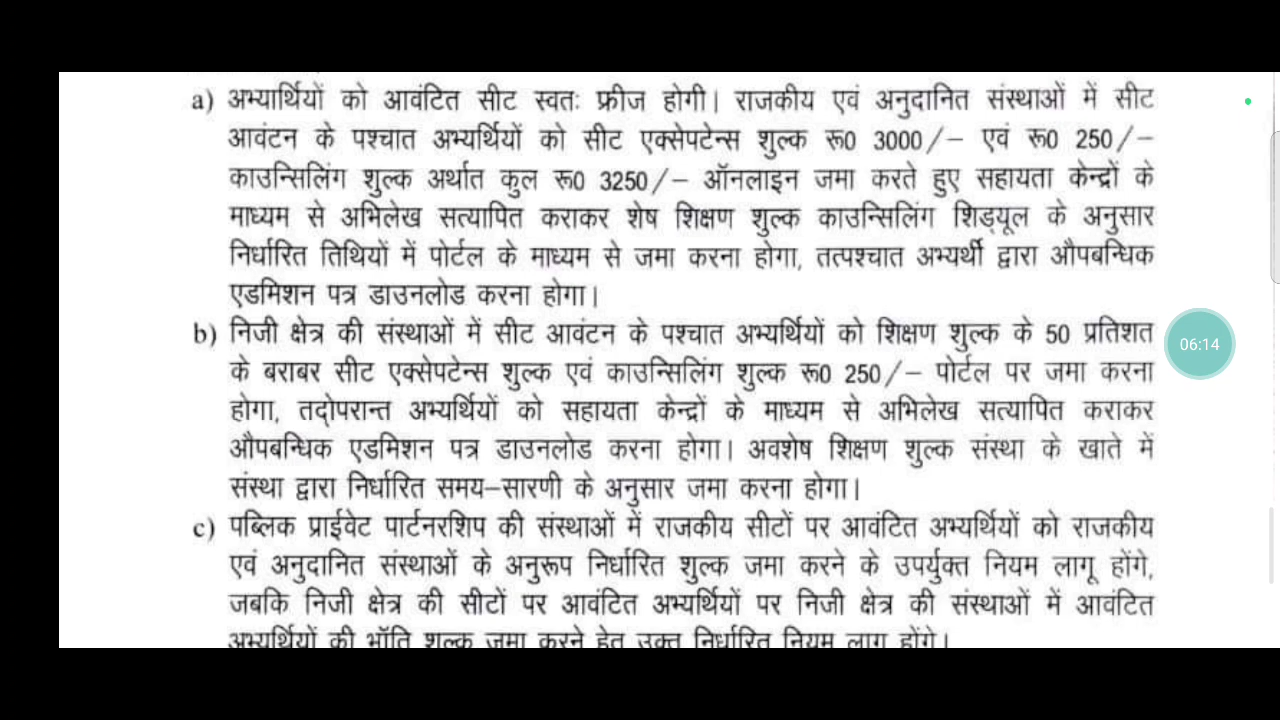 a) अभ्यार्थियों को आवंटित सीट स्वतः फ्रीज होगी। राजकीय एवं अनुदानित संस्थाओं में सीट
आवंटन के पश्चात अभ्यर्थियों को सीट एक्सेपटेन्स शुल्क रू0 3000/– एवं रू0 250/–
काउन्सिलिंग शुल्क अर्थात कुल रू0 3250/– ऑनलाइन जमा करते हुए सहायता केन्द्रों के
माध्यम से अभिलेख सत्यापित कराकर शेष शिक्षण शुल्क काउन्सिलिंग शिड्यूल के अनुसार
निर्धारित तिथियों में पोर्टल के माध्यम से जमा करना होगा, तत्पश्चात अभ्यर्थी द्वारा औपबन्धिक
एडमिशन पत्र डाउनलोड करना होगा।
b) निजी क्षेत्र की संस्थाओं में सीट आवंटन के पश्चात अभ्यर्थियों को शिक्षण शुल्क के 50 प्रतिशत
के बराबर सीट एक्सेपटेन्स शुल्क एवं काउन्सिलिंग शुल्क रू0 250/– पोर्टल पर जमा करना
होगा, तदोपरान्त अभ्यर्थियों को सहायता केन्द्रों के माध्यम से अभिलेख सत्यापित कराकर
औपबन्धिक एडमिशन पत्र डाउनलोड करना होगा। अवशेष शिक्षण शुल्क संस्था के खाते में
संस्था द्वारा निर्धारित समय–सारणी के अनुसार जमा करना होगा।
06:14
c) पब्लिक प्राईवेट पार्टनरशिप की संस्थाओं में राजकीय सीटों पर आवंटित अभ्यर्थियों को राजकीय
एवं अनुदानित संस्थाओं के अनुरूप निर्धारित शुल्क जमा करने के उपर्युक्त नियम लागू होंगे,
जबकि निजी क्षेत्र की सीटों पर आवंटित अभ्यर्थियों पर निजी क्षेत्र की संस्थाओं में आवंटित
अभ्यर्थियों की भॉति शुल्क जमा करने हेतु उक्त निर्धारित नियम लागू होंगे।